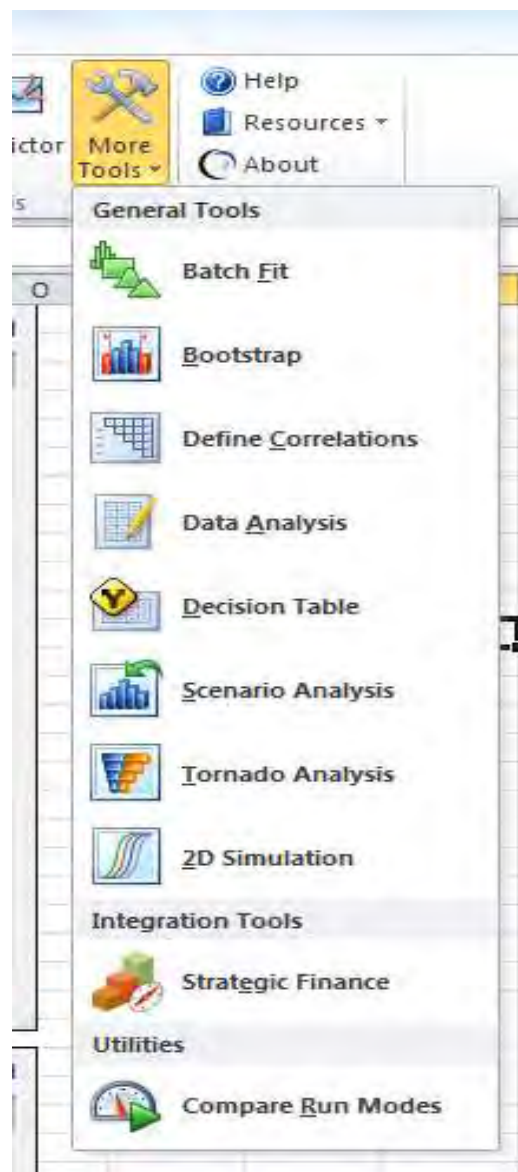 Help
ictor
More
Tools
Resources
About
s
General Tools
O
Batch Fit
Bootstrap
Define Correlations
Data Analysis
Decision Table
Scenario Analysis
Tornado Analysis
2D Simulation
Integration Tools
Strategic Finance
Utilities
Compare Run Modes